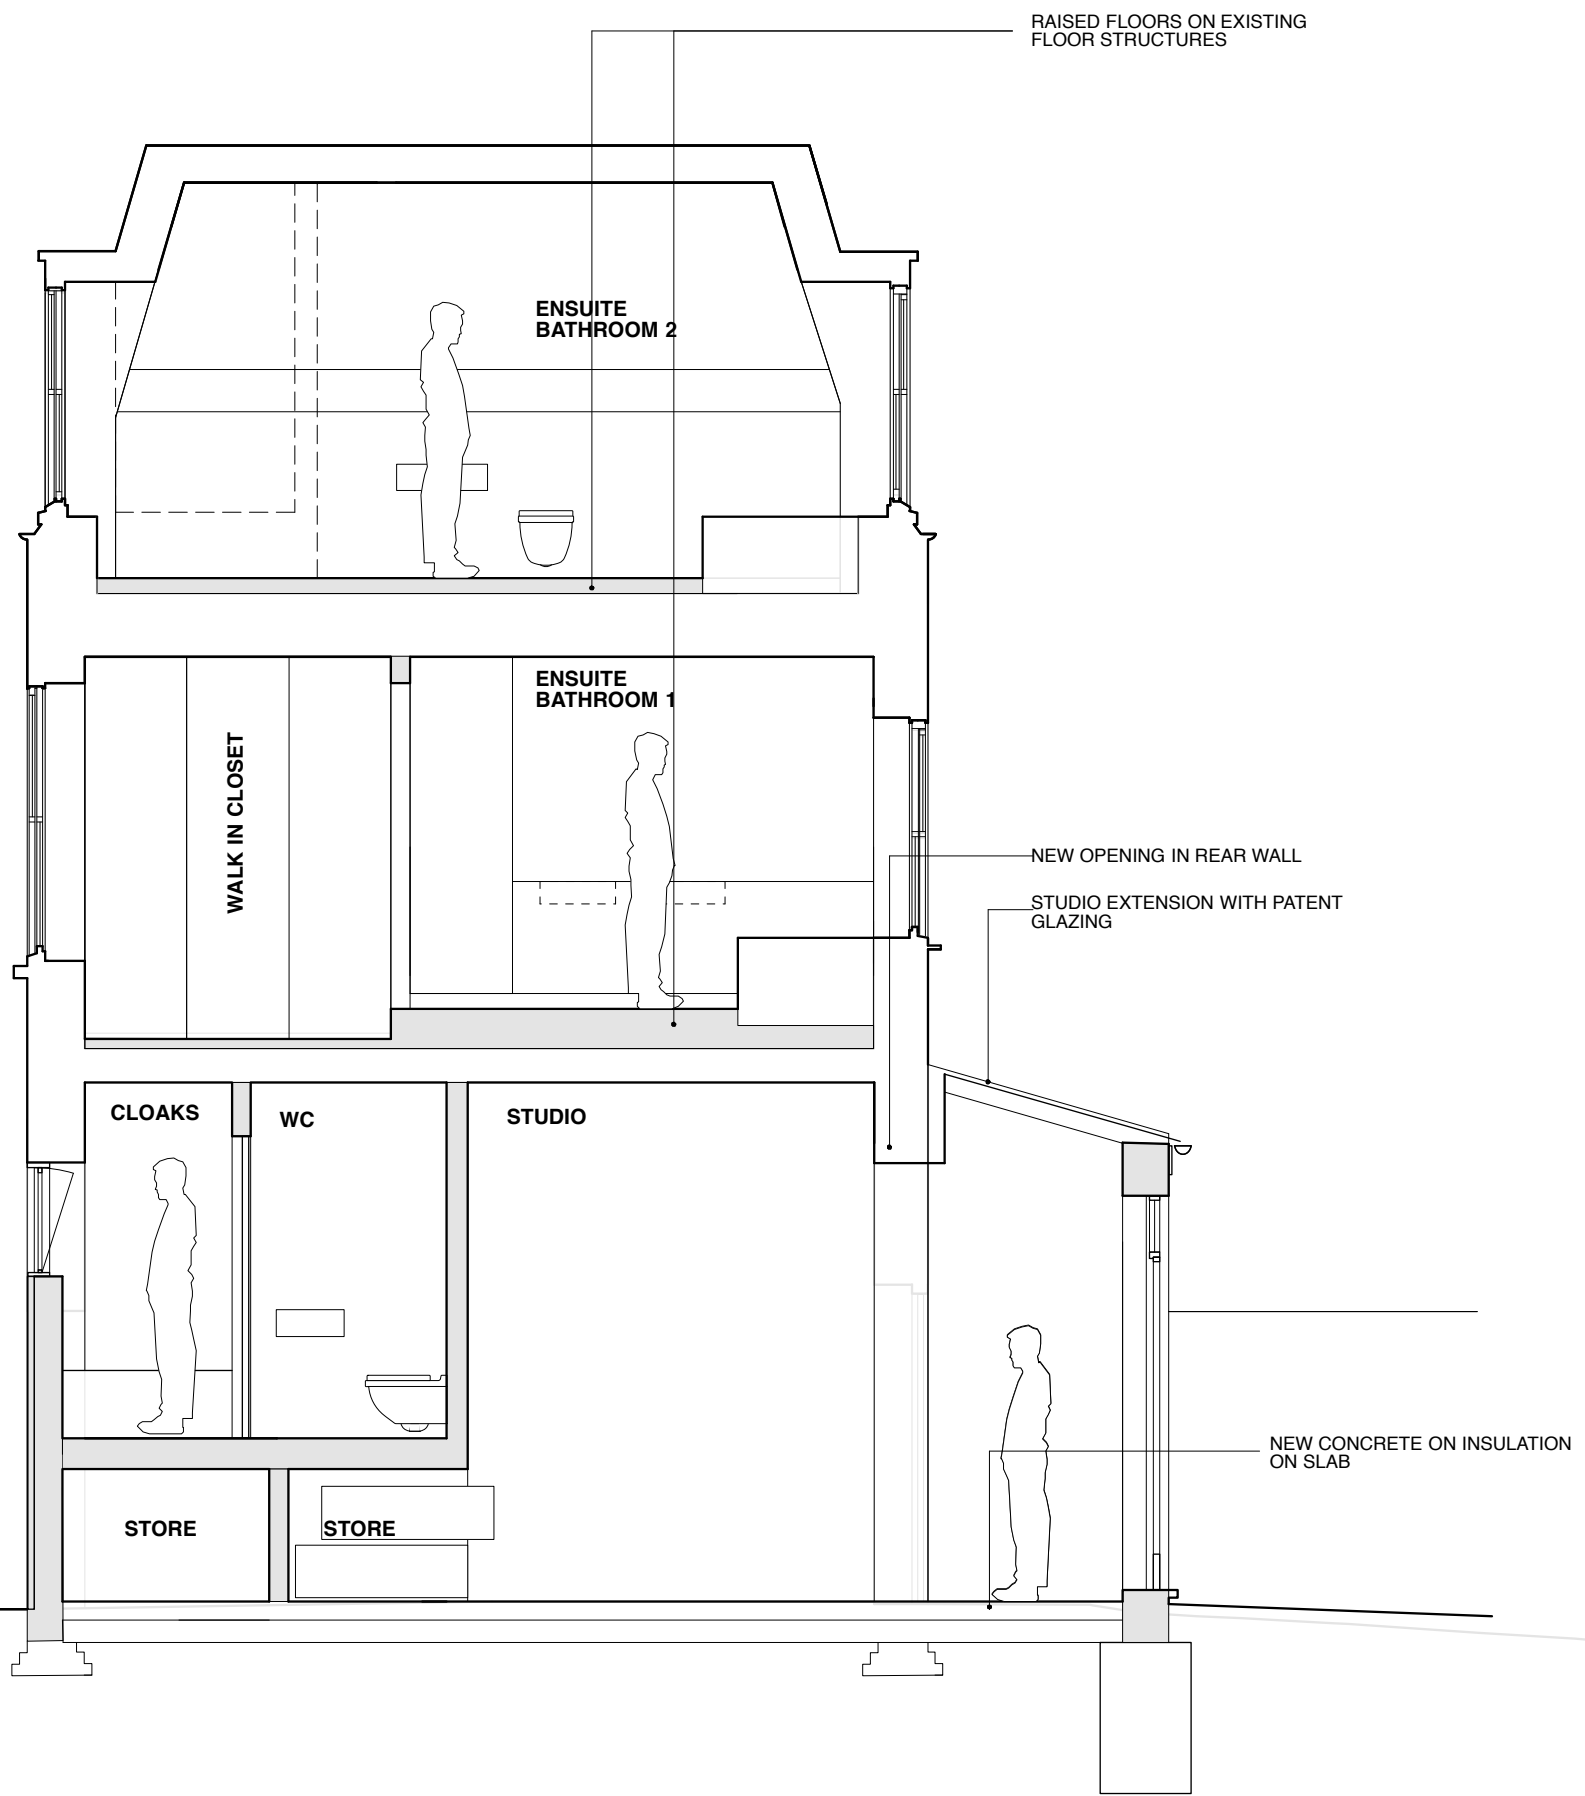 RAISED FLOORS ON EXISTING
FLOOR STRUCTURES
ENSUITE
BATHROOM 2
ENSUITE
BATHROOM 1
WALK IN CLOSET
NEW OPENING IN REAR WALL
STUDIO EXTENSION WITH PATENT
GLAZING
CLOAKS
WC
STUDIO
NEW CONCRETE ON INSULATION
ON SLAB
STORE
STORE